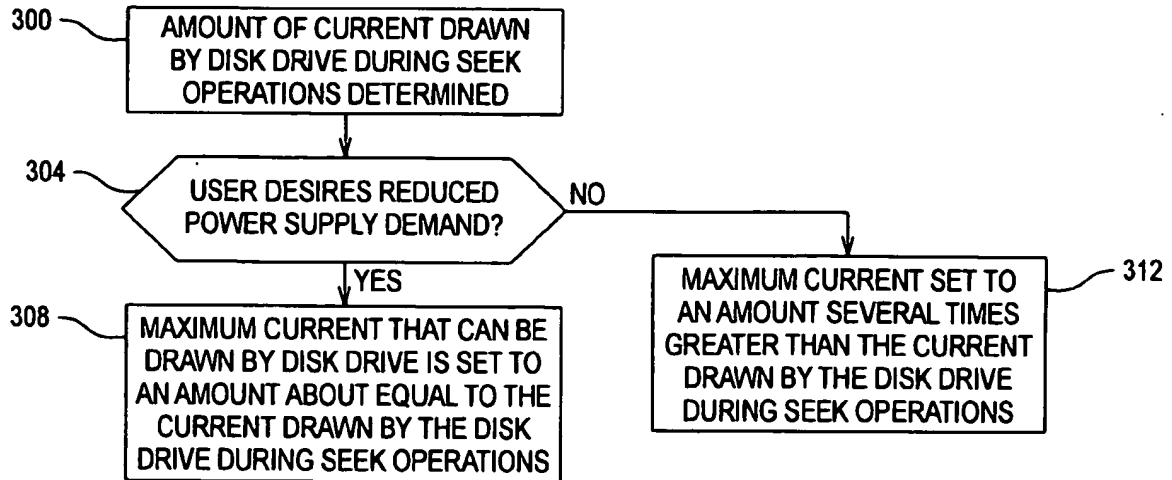 300
AMOUNT OF CURRENT DRAWN
BY DISK DRIVE DURING SEEK
OPERATIONS DETERMINED
304
USER DESIRES REDUCED
POWER SUPPLY DEMAND?
NO
YES
308
MAXIMUM CURRENT THAT CAN BE
DRAWN BY DISK DRIVE IS SET TO
AN AMOUNT ABOUT EQUAL TO THE
CURRENT DRAWN BY THE DISK
DRIVE DURING SEEK OPERATIONS
MAXIMUM CURRENT SET TO
AN AMOUNT SEVERAL TIMES
GREATER THAN THE CURRENT
DRAWN BY THE DISK DRIVE
DURING SEEK OPERATIONS
312